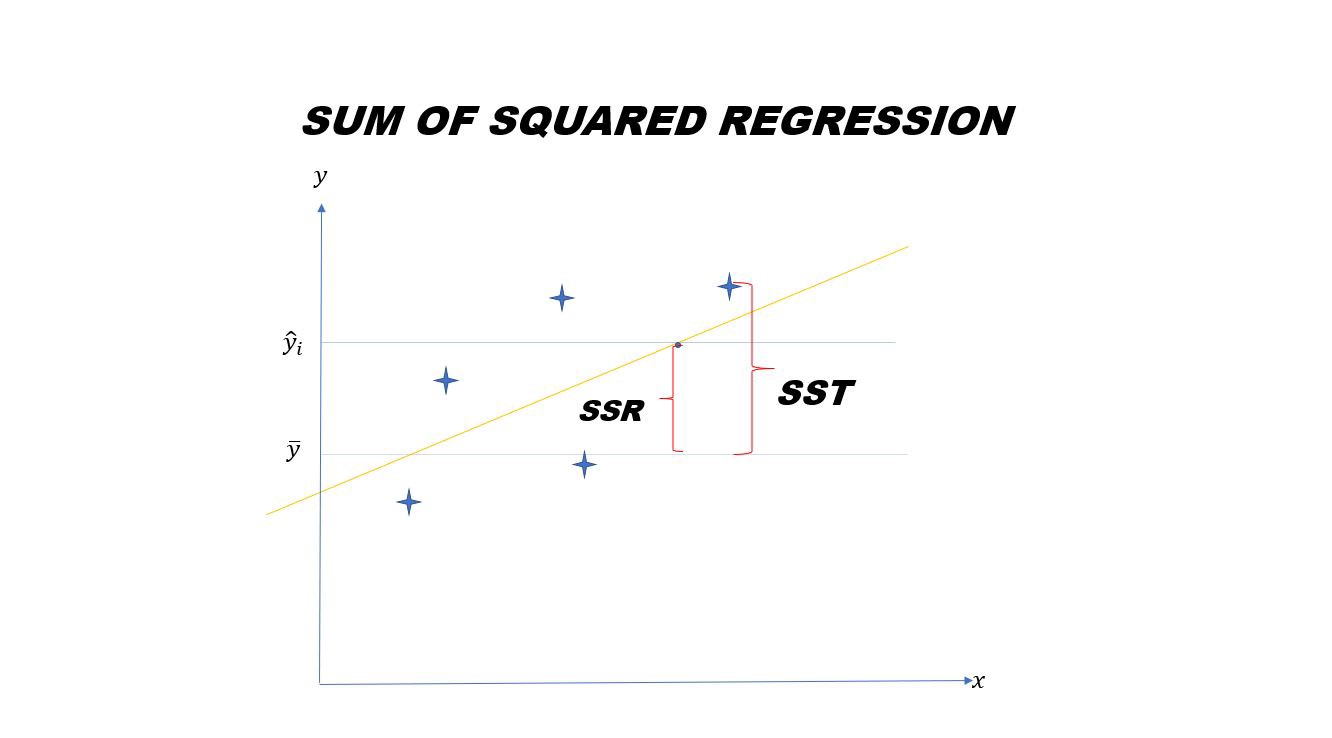 SUM OF SQUARED REGRESSION
y
ŷᵢ
SSR
SST
ȳ
x